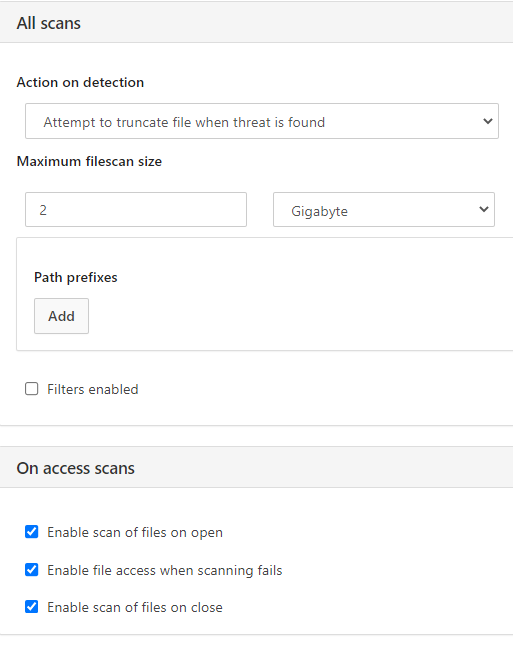 All scans
Action on detection
Attempt to truncate file when threat is found
Maximum filescan size
2 Gigabyte
Path prefixes
Add
Filters enabled
On access scans
Enable scan of files on open
Enable file access when scanning fails
Enable scan of files on close